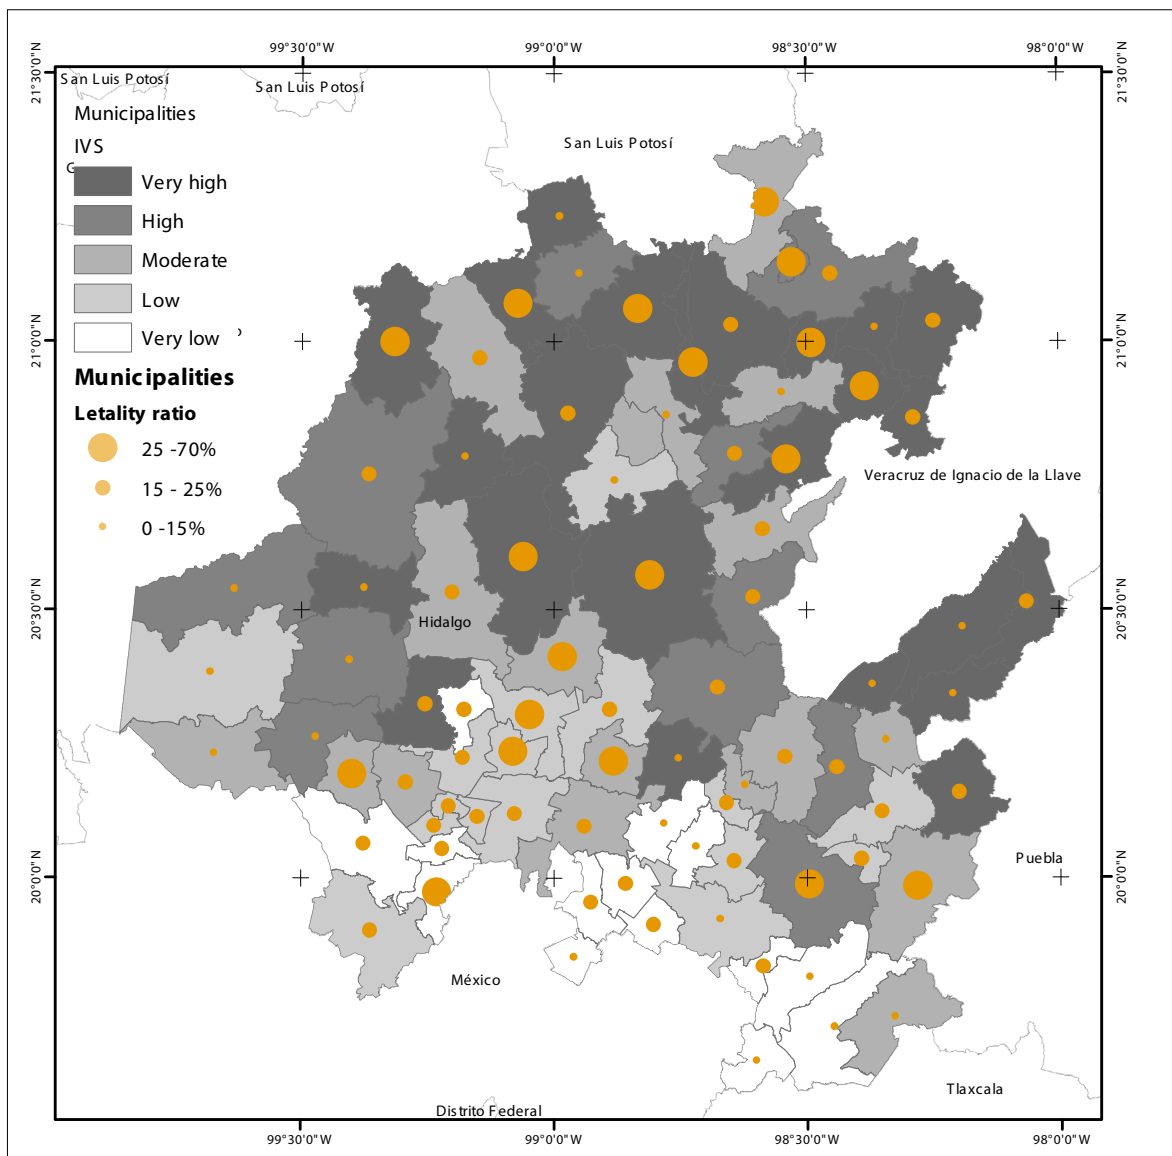 99°30'0"W 99°0'0"W 98°30'0"W 98°0'0"W
21°30'0"N 21°30'0"N
San Luis Potosí
San Luis Potosí
San Luis Potosí
Municipalities
IVS
G
Very high
High
Moderate
Low
Very low
Municipalities
Letality ratio
25 -70%
15 - 25%
0 -15%
21°0'0"N 21°0'0"N
Veracruz de Ignacio de la Llave
20°30'0"N 20°30'0"N
Hidalgo
Puebla
20°0'0"N 20°0'0"N
México
Tlaxcala
Distrito Federal
99°30'0"W 99°0'0"W 98°30'0"W 98°0'0"W